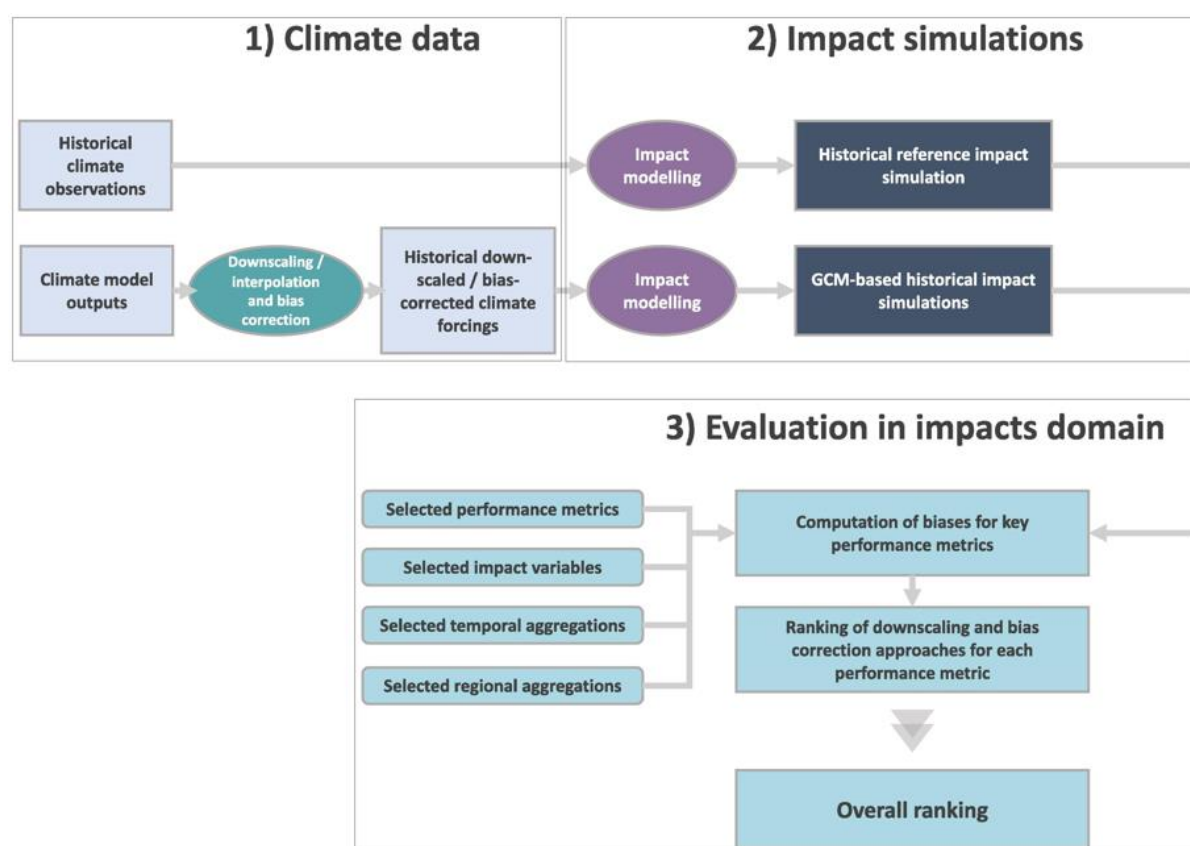 1) Climate data
2) Impact simulations
Historical
climate
observations
Impact
modelling
Historical reference impact
simulation
Climate model
outputs
Downscaling /
interpolation
and bias
correction
Historical down-
scaled / bias-
corrected climate
forcings
Impact
modelling
GCM-based historical impact
simulations
3) Evaluation in impacts domain
Selected performance metrics
Selected impact variables
Selected temporal aggregations
Selected regional aggregations
Computation of biases for key
performance metrics
Ranking of downscaling and bias
correction approaches for each
performance metric
Overall ranking